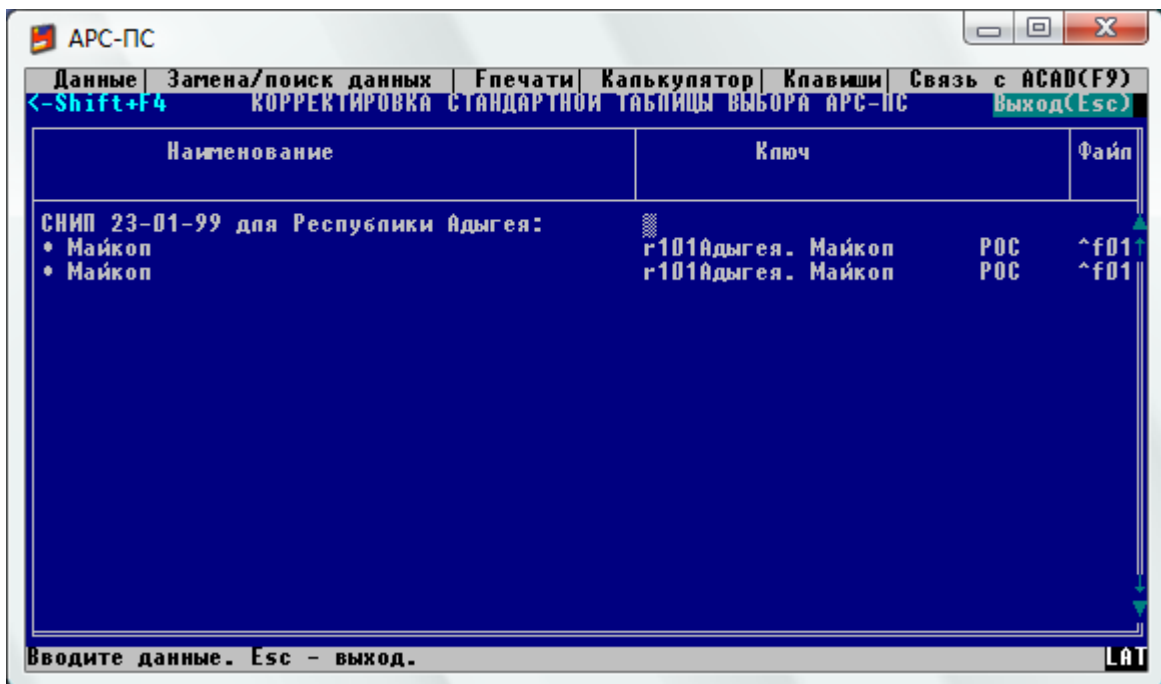 АРС-ПС
Данные| Замена/поиск данных | Fпечати| Калькулятор| Клавиши| Связь с ACAD(F9)
<-Shift+F4 КОРРЕКТИРОВКА СТАНДАРТНОЙ ТАБЛИЦЫ ВЫБОРА АРС-ПС Выход(Esc)
Наименование Ключ Файл
СНИП 23-01-99 для Республики Адыгея:
• Майкоп r101Адыгея. Майкоп РОС ^f01
• Майкоп r101Адыгея. Майкоп РОС ^f01
Вводите данные. Esc - выход. LAT